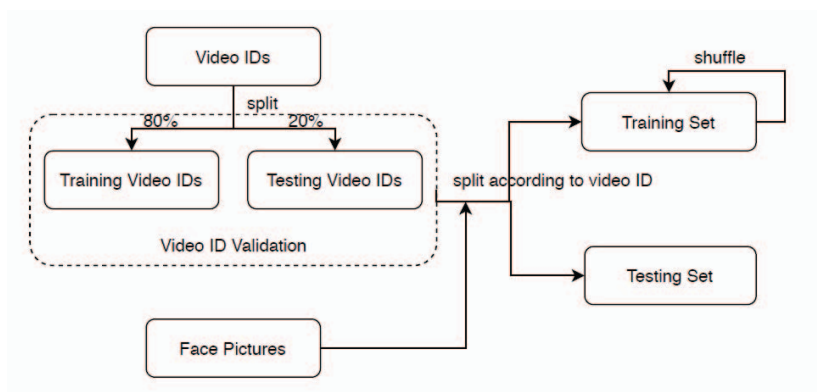 Video IDs
split
80%
20%
Training Video IDs
Testing Video IDs
Video ID Validation
Face Pictures
split according to video ID
shuffle
Training Set
Testing Set